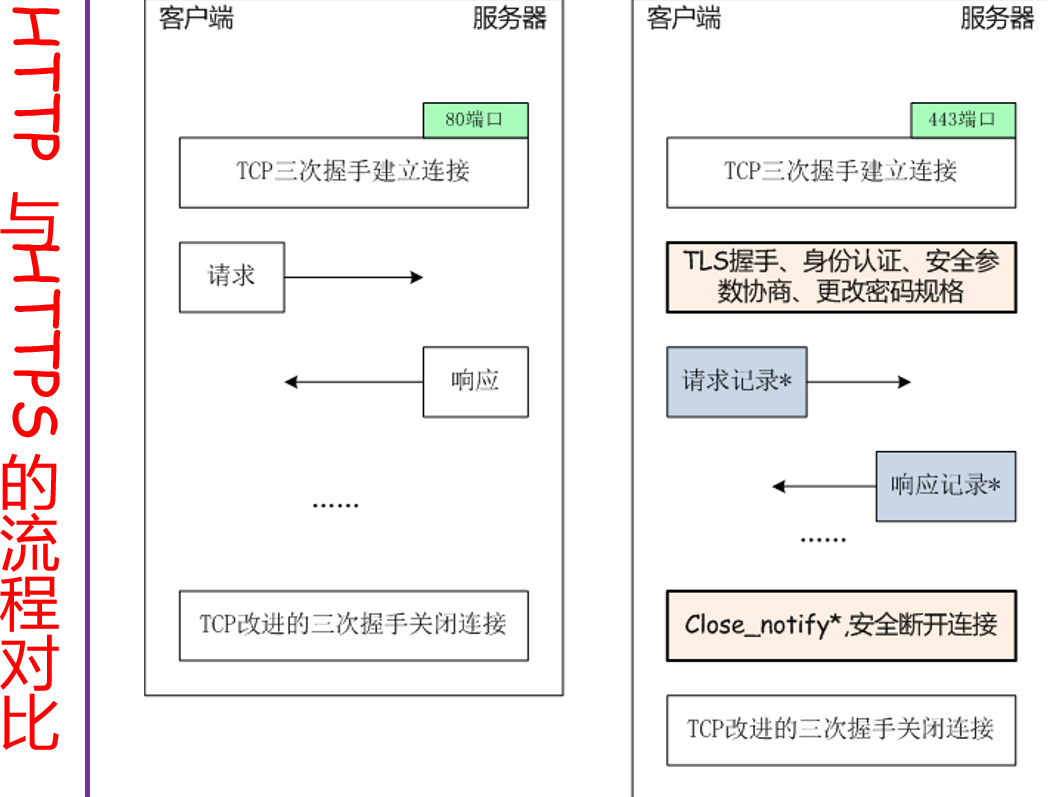 HTTP 与HTTPS的流程对比
客户端
服务器
80端口
TCP三次握手建立连接
请求
响应
......
TCP改进的三次握手关闭连接
客户端
服务器
443端口
TCP三次握手建立连接
TLS握手、身份认证、安全参
数协商、更改密码规格
请求记录*
响应记录*
......
Close_notify*,安全断开连接
TCP改进的三次握手关闭连接